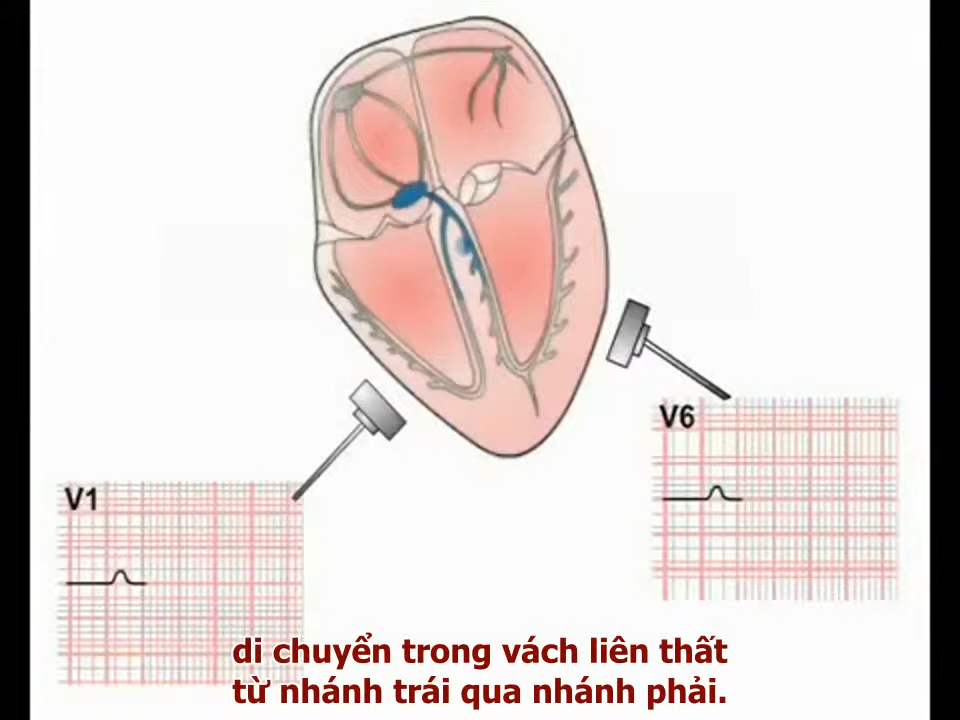 V6
V1
di chuyển trong vách liên thất
từ nhánh trái qua nhánh phải.